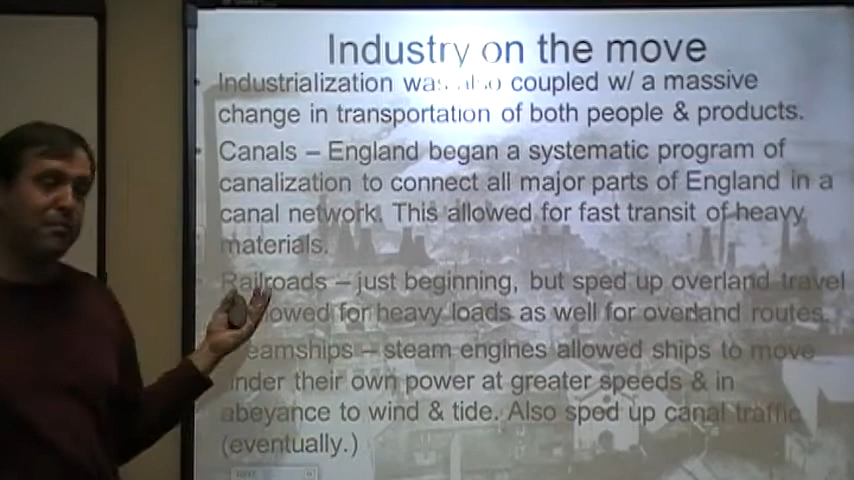 Industry on the move
Industrialization was also coupled w/ a massive
change in transportation of both people & products.
Canals – England began a systematic program of
canalization to connect all major parts of England in a
canal network. This allowed for fast transit of heavy
materials.
Railroads – just beginning, but sped up overland travel
lowed for heavy loads as well for overland routes.
eamships – steam engines allowed ships to move
under their own power at greater speeds & in
abeyance to wind & tide. Also sped up canal traffic
(eventually.)